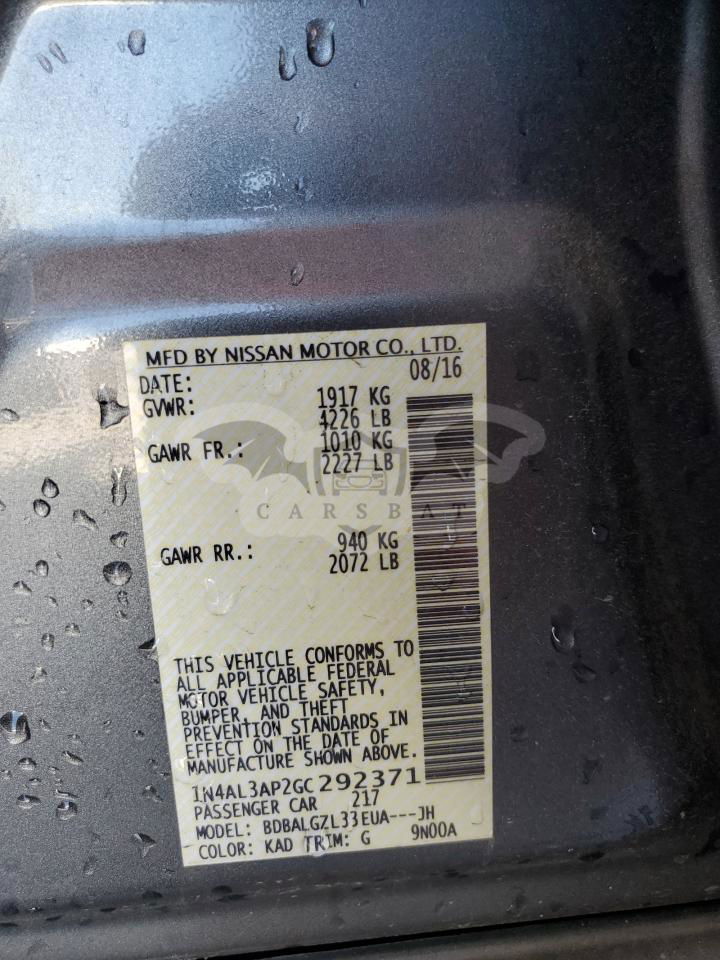 MFD BY NISSAN MOTOR CO., LTD.
DATE: 08/16
GVWR: 1917 KG
4226 LB
GAWR FR.: 1010 KG
2227 LB
CARSBAT
GAWR RR.: 940 KG
2072 LB
THIS VEHICLE CONFORMS TO
ALL APPLICABLE FEDERAL
MOTOR VEHICLE SAFETY,
BUMPER, AND THEFT
PREVENTION STANDARDS IN
EFFECT ON THE DATE OF
MANUFACTURE SHOWN ABOVE.
1N4AL3AP2GC292371
PASSENGER CAR 217
MODEL: BDBALGZL33EUA---JH
COLOR: KAD TRIM: G 9N00A